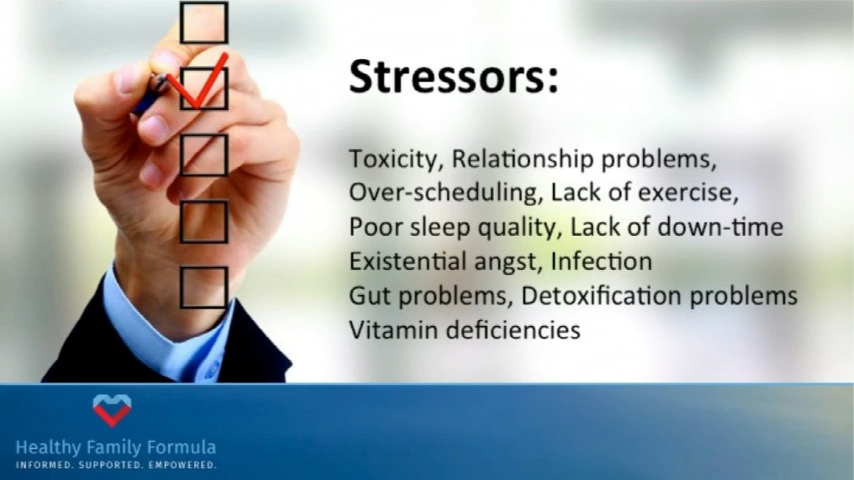 Stressors:
Toxicity, Relationship problems,
Over-scheduling, Lack of exercise,
Poor sleep quality, Lack of down-time
Existential angst, Infection
Gut problems, Detoxification problems
Vitamin deficiencies
Healthy Family Formula
INFORMED. SUPPORTED. EMPOWERED.